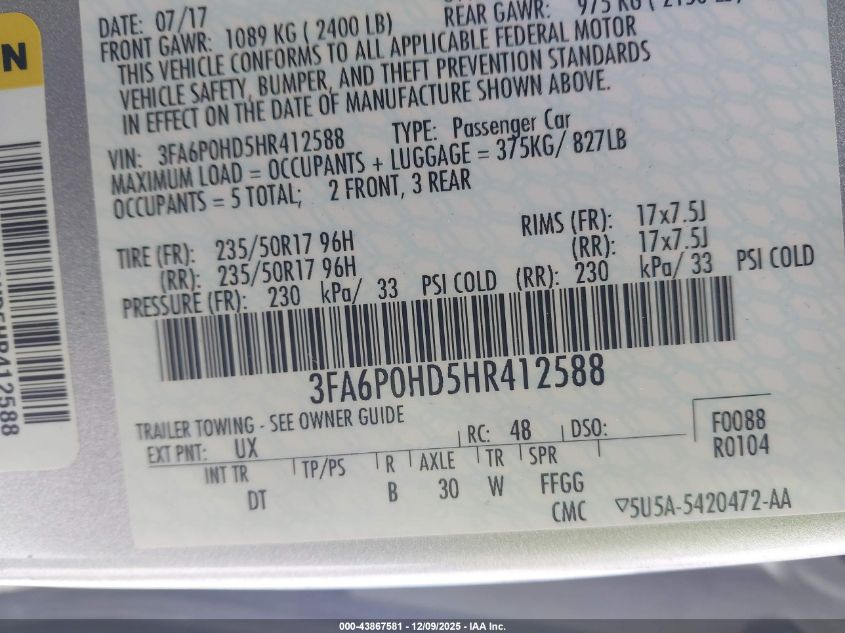 DATE: 07/17
FRONT GAWR: 1089 KG ( 2400 LB) REAR GAWR: 975 KG (
THIS VEHICLE CONFORMS TO ALL APPLICABLE FEDERAL MOTOR
VEHICLE SAFETY, BUMPER, AND THEFT PREVENTION STANDARDS
IN EFFECT ON THE DATE OF MANUFACTURE SHOWN ABOVE.
VIN: 3FA6P0HD5HR412588 TYPE: Passenger Car
MAXIMUM LOAD = OCCUPANTS + LUGGAGE = 375KG/ 827LB
OCCUPANTS = 5 TOTAL; 2 FRONT, 3 REAR
TIRE (FR): 235/50R17 96H RIMS (FR): 17x7.5J
(RR): 235/50R17 96H (RR): 17x7.5J
PRESSURE (FR): 230 kPa/ 33 PSI COLD (RR): 230 kPa/ 33 PSI COLD
3FA6P0HD5HR412588
TRAILER TOWING - SEE OWNER GUIDE
EXT PNT: UX RC: 48 DSO: F0088
R0104
INT TR TP/PS R AXLE TR SPR
DT B 30 W FFGG
CMC 5U5A-5420472-AA
N
412588
000-43867581 - 12/09/2025 - IAA Inc.